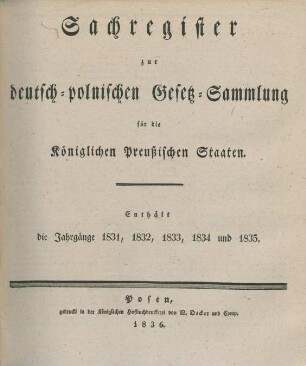 Sachregister
zur
deutsch-polnischen Gesetz-Sammlung
für die
Königlichen Preußischen Staaten.
Enthält
die Jahrgänge 1831, 1832, 1833, 1834 und 1835.
Posen,
gedruckt in der Königlichen Hofbuchdruckerei von W. Decker und Comp.
1836.